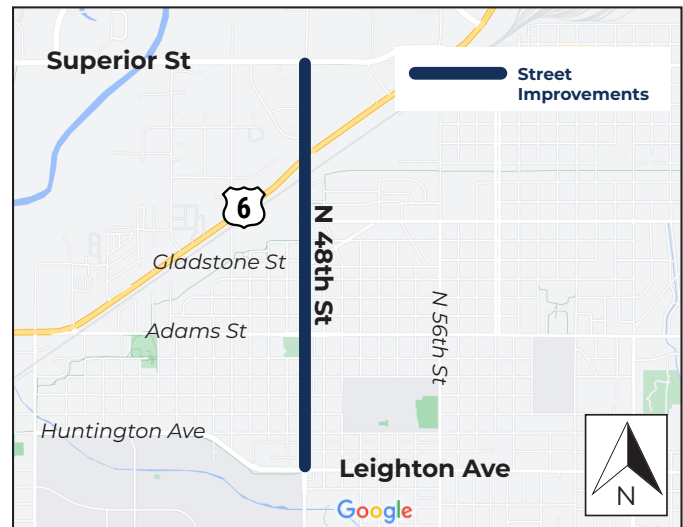 Superior St
Street
Improvements
6
N 48th St
Gladstone St
N 56th St
Adams St
Huntington Ave
Leighton Ave
N
Google